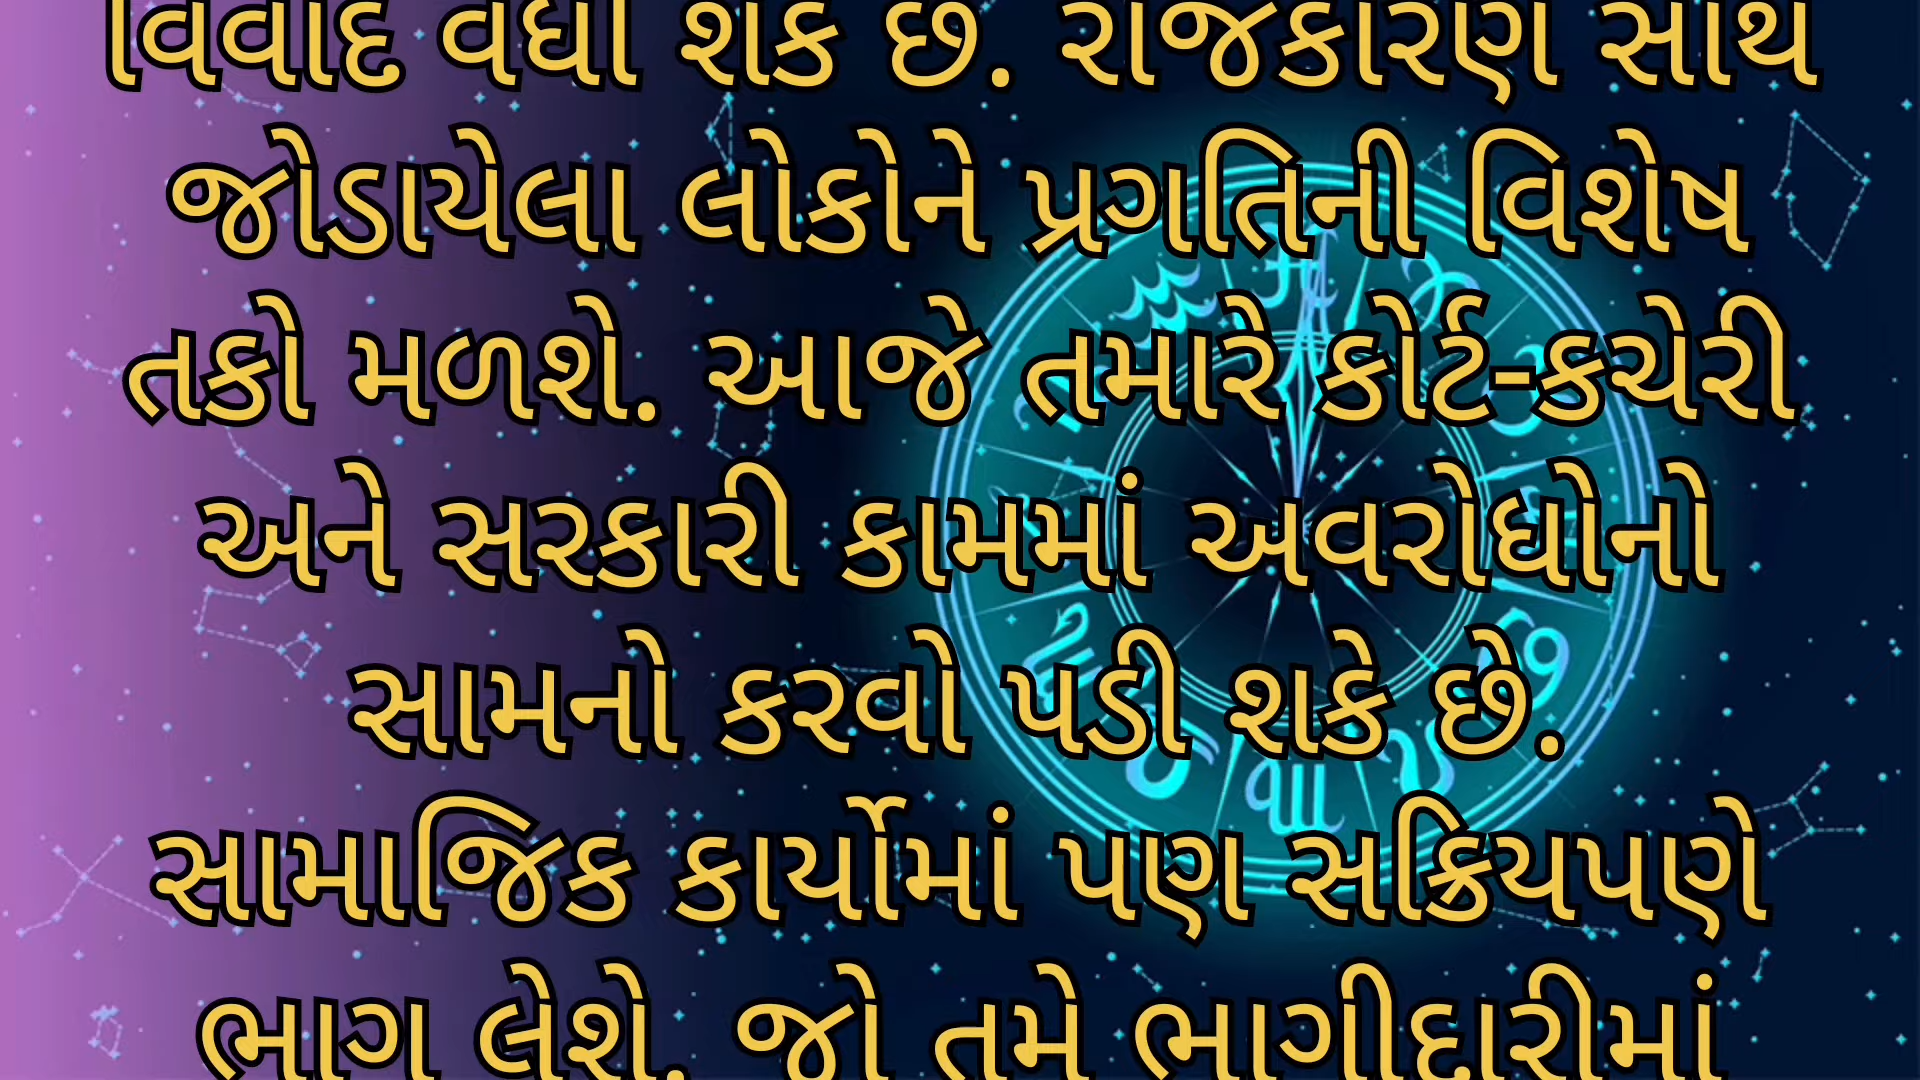 વિવાદ વધી શકે છે. રાજકારણ સાથે
જોડાયેલા લોકોને પ્રગતિની વિશેષ
તકો મળશે. આજે તમારે કોર્ટ-કચેરી
અને સરકારી કામમાં અવરોધોનો
સામનો કરવો પડી શકે છે.
સામાજિક કાર્યોમાં પણ સક્રિયપણે
ભાગ લેશે. જો તમે ભાગીદારીમાં